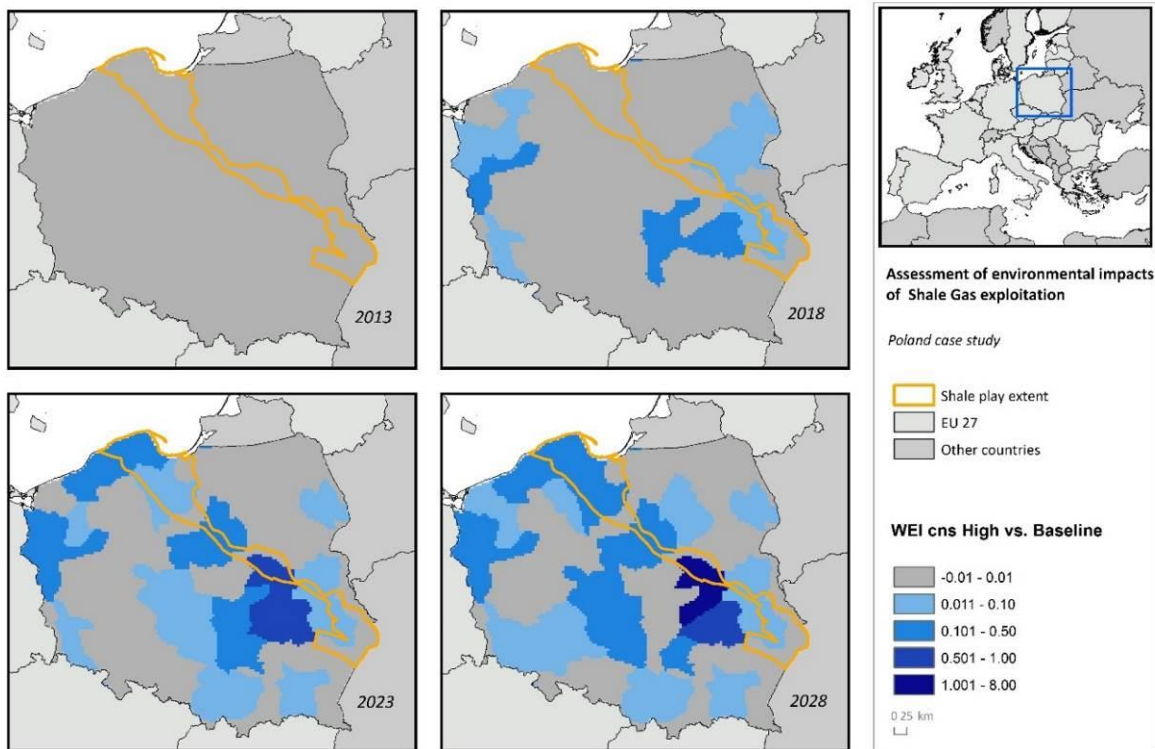 2013
2018
2023
2028
Assessment of environmental impacts
of Shale Gas exploitation
Poland case study
Shale play extent
EU 27
Other countries
WEI cns High vs. Baseline
-0.01 - 0.01
0.011 - 0.10
0.101 - 0.50
0.501 - 1.00
1.001 - 8.00
0 25 km